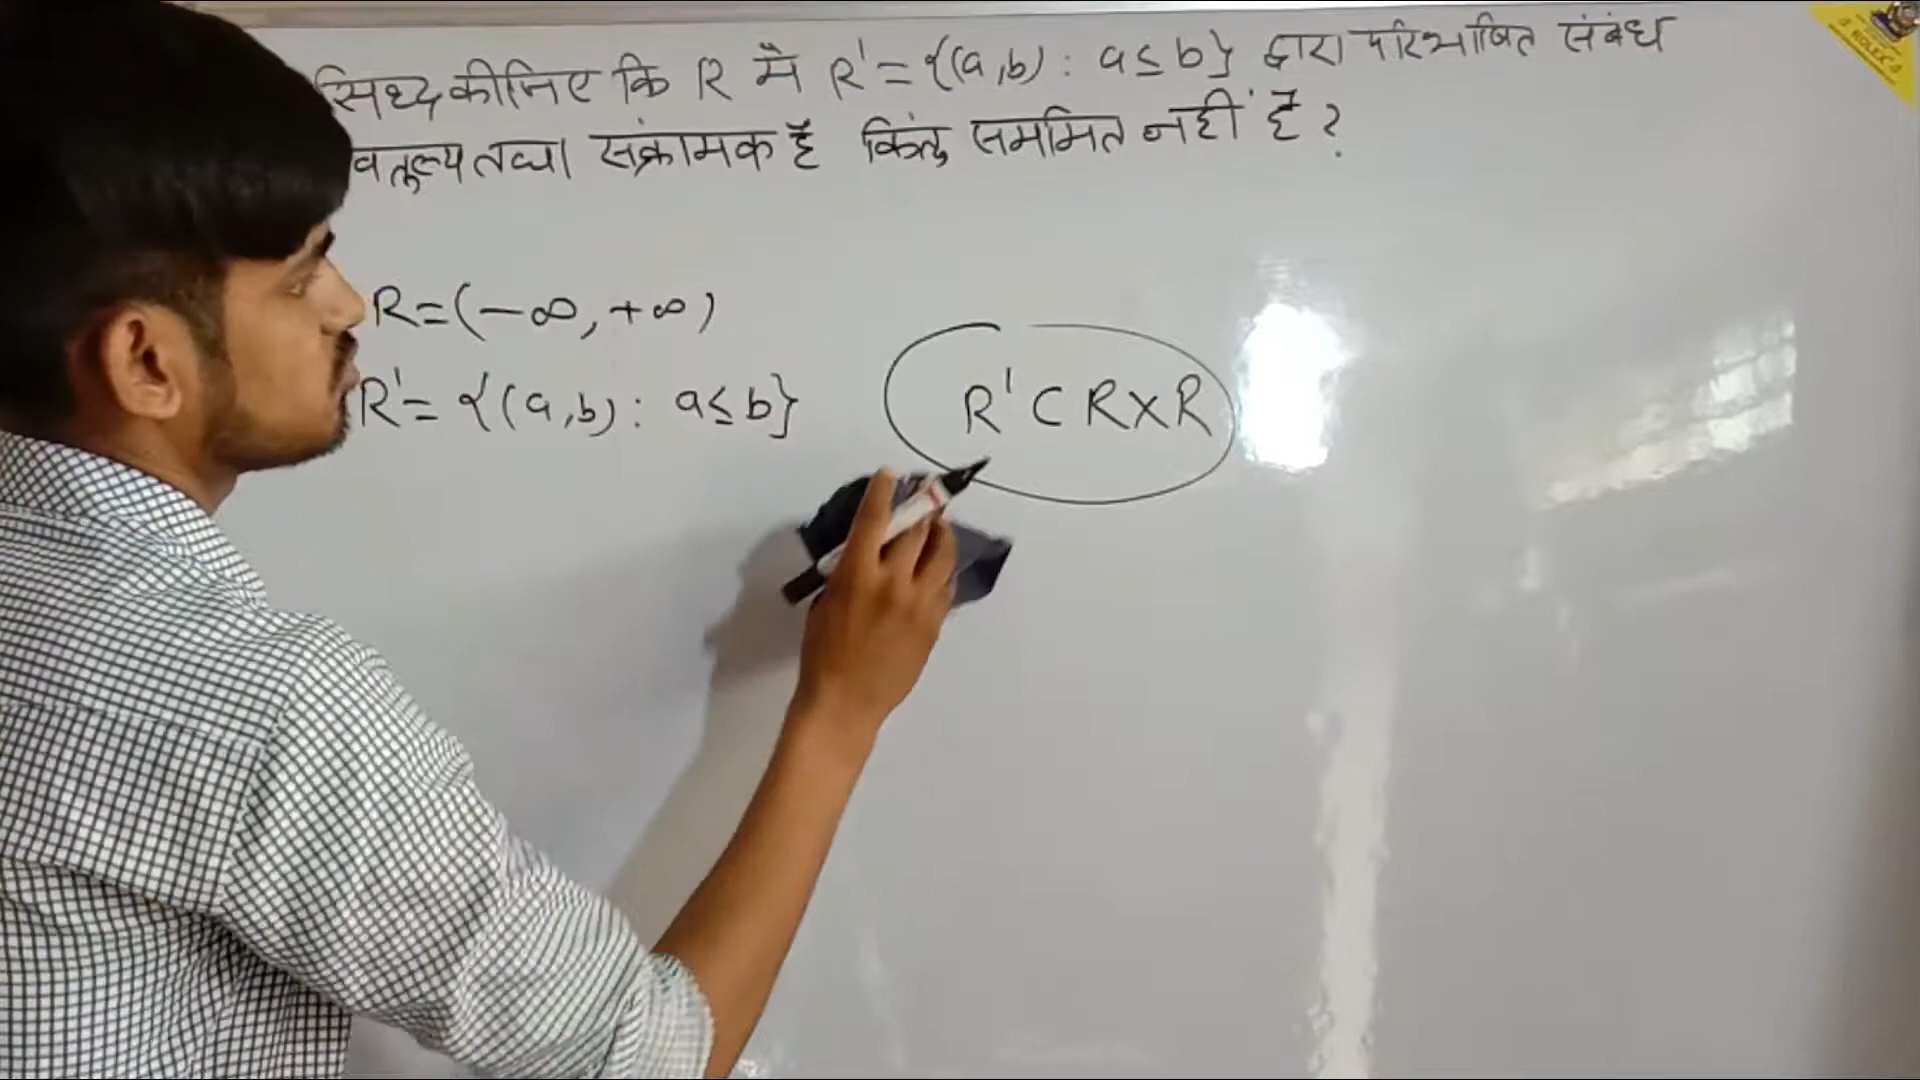 सिध्द कीजिए कि R मैं R' = {(a,b) : a ≤ b} द्वारा परिभाषित संबंध
वतुल्य तथा संक्रामक है किंतु सममित नहीं है ?
R = (-∞, +∞)
R' = {(a,b) : a ≤ b}
R' ⊂ R×R